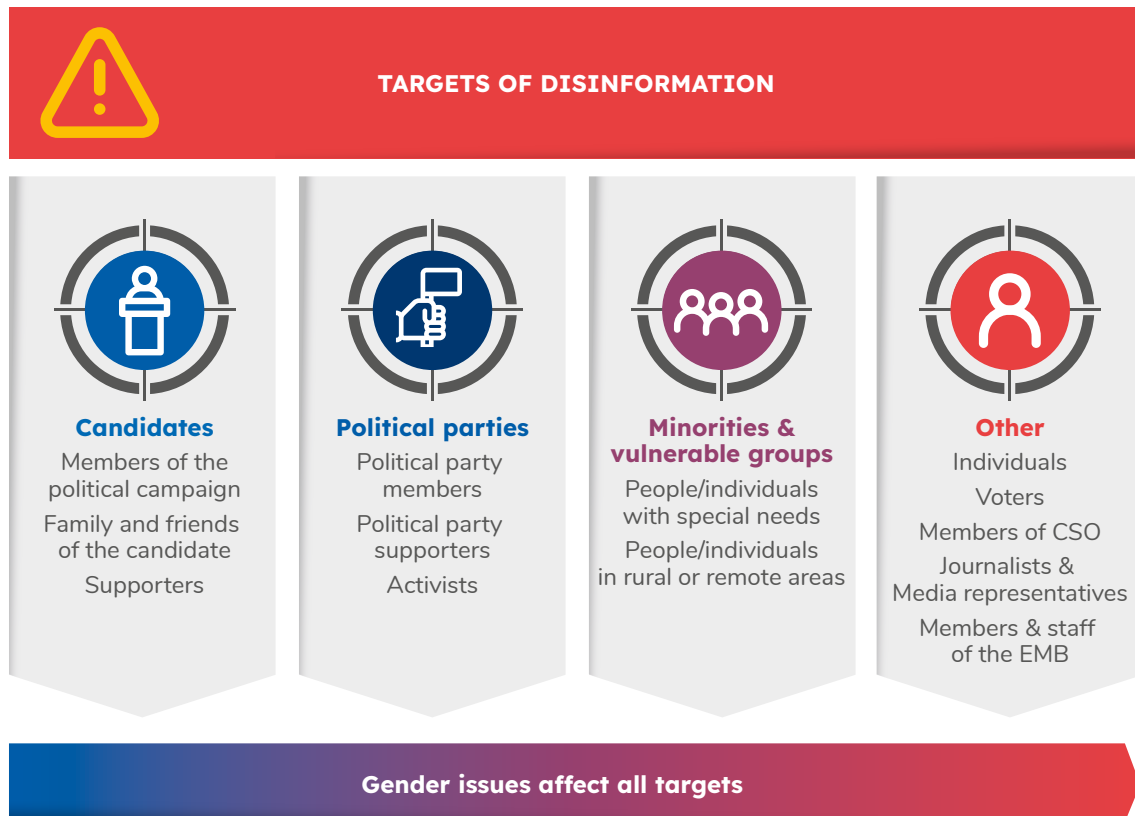 TARGETS OF DISINFORMATION
Candidates
Members of the
political campaign
Family and friends
of the candidate
Supporters
Political parties
Political party
members
Political party
supporters
Activists
Minorities &
vulnerable groups
People/individuals
with special needs
People/individuals
in rural or remote areas
Other
Individuals
Voters
Members of CSO
Journalists &
Media representatives
Members & staff
of the EMB
Gender issues affect all targets